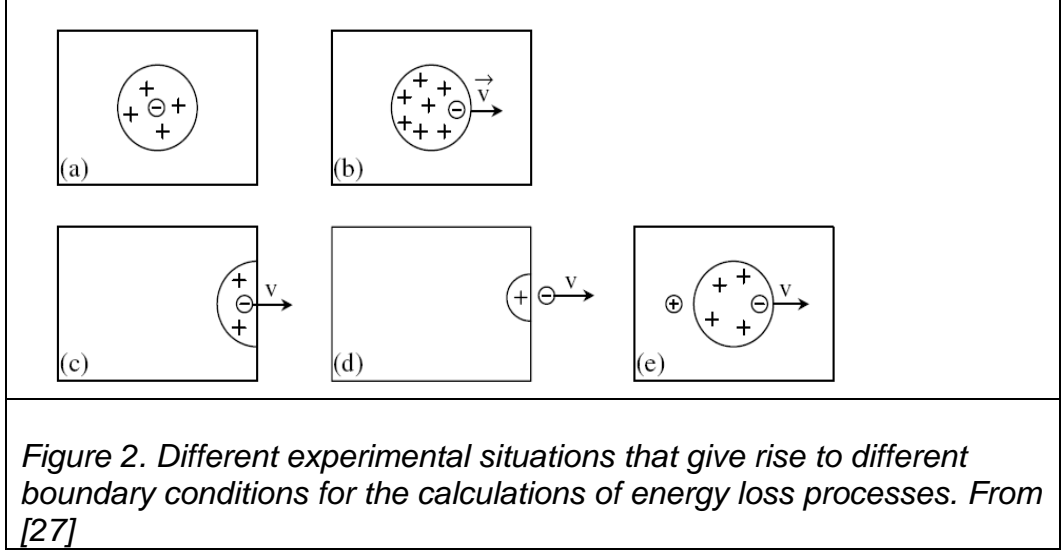 + + + + ⊖
(a)
+ + + + + + + + ⊖ v⃗
(b)
+ + ⊖ v
(c)
+ ⊖ v
(d)
⊕ + + + + ⊖ v
(e)
Figure 2. Different experimental situations that give rise to different
boundary conditions for the calculations of energy loss processes. From
[27]